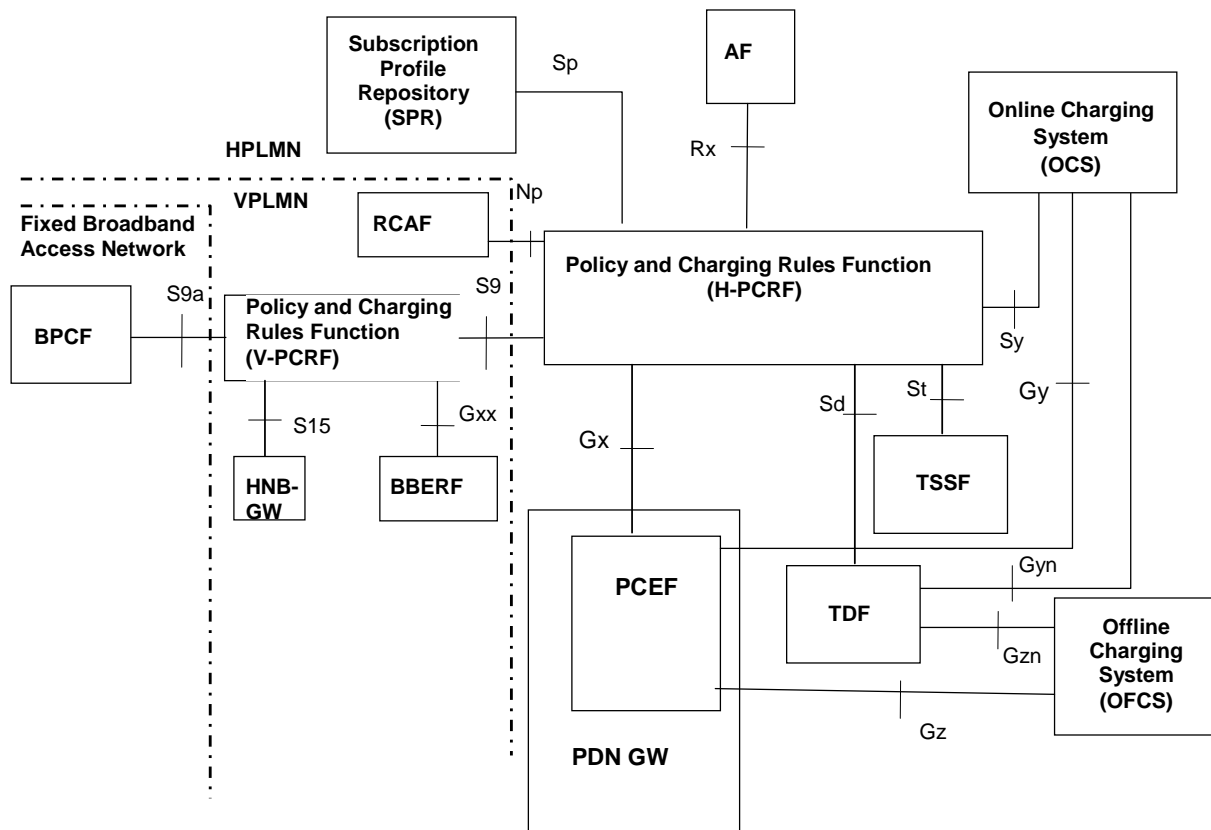 Subscription
Profile
Repository
(SPR)
Sp
AF
Online Charging
System
(OCS)
Rx
HPLMN
VPLMN
Np
Fixed Broadband
Access Network
RCAF
Policy and Charging Rules Function
(H-PCRF)
S9a
S9
Policy and Charging
Rules Function
(V-PCRF)
BPCF
Sy
Gxx
S15
Gx
Sd
St
Gy
HNB-
GW
BBERF
TSSF
PCEF
Gyn
TDF
Gzn
Offline
Charging
System
(OFCS)
Gz
PDN GW